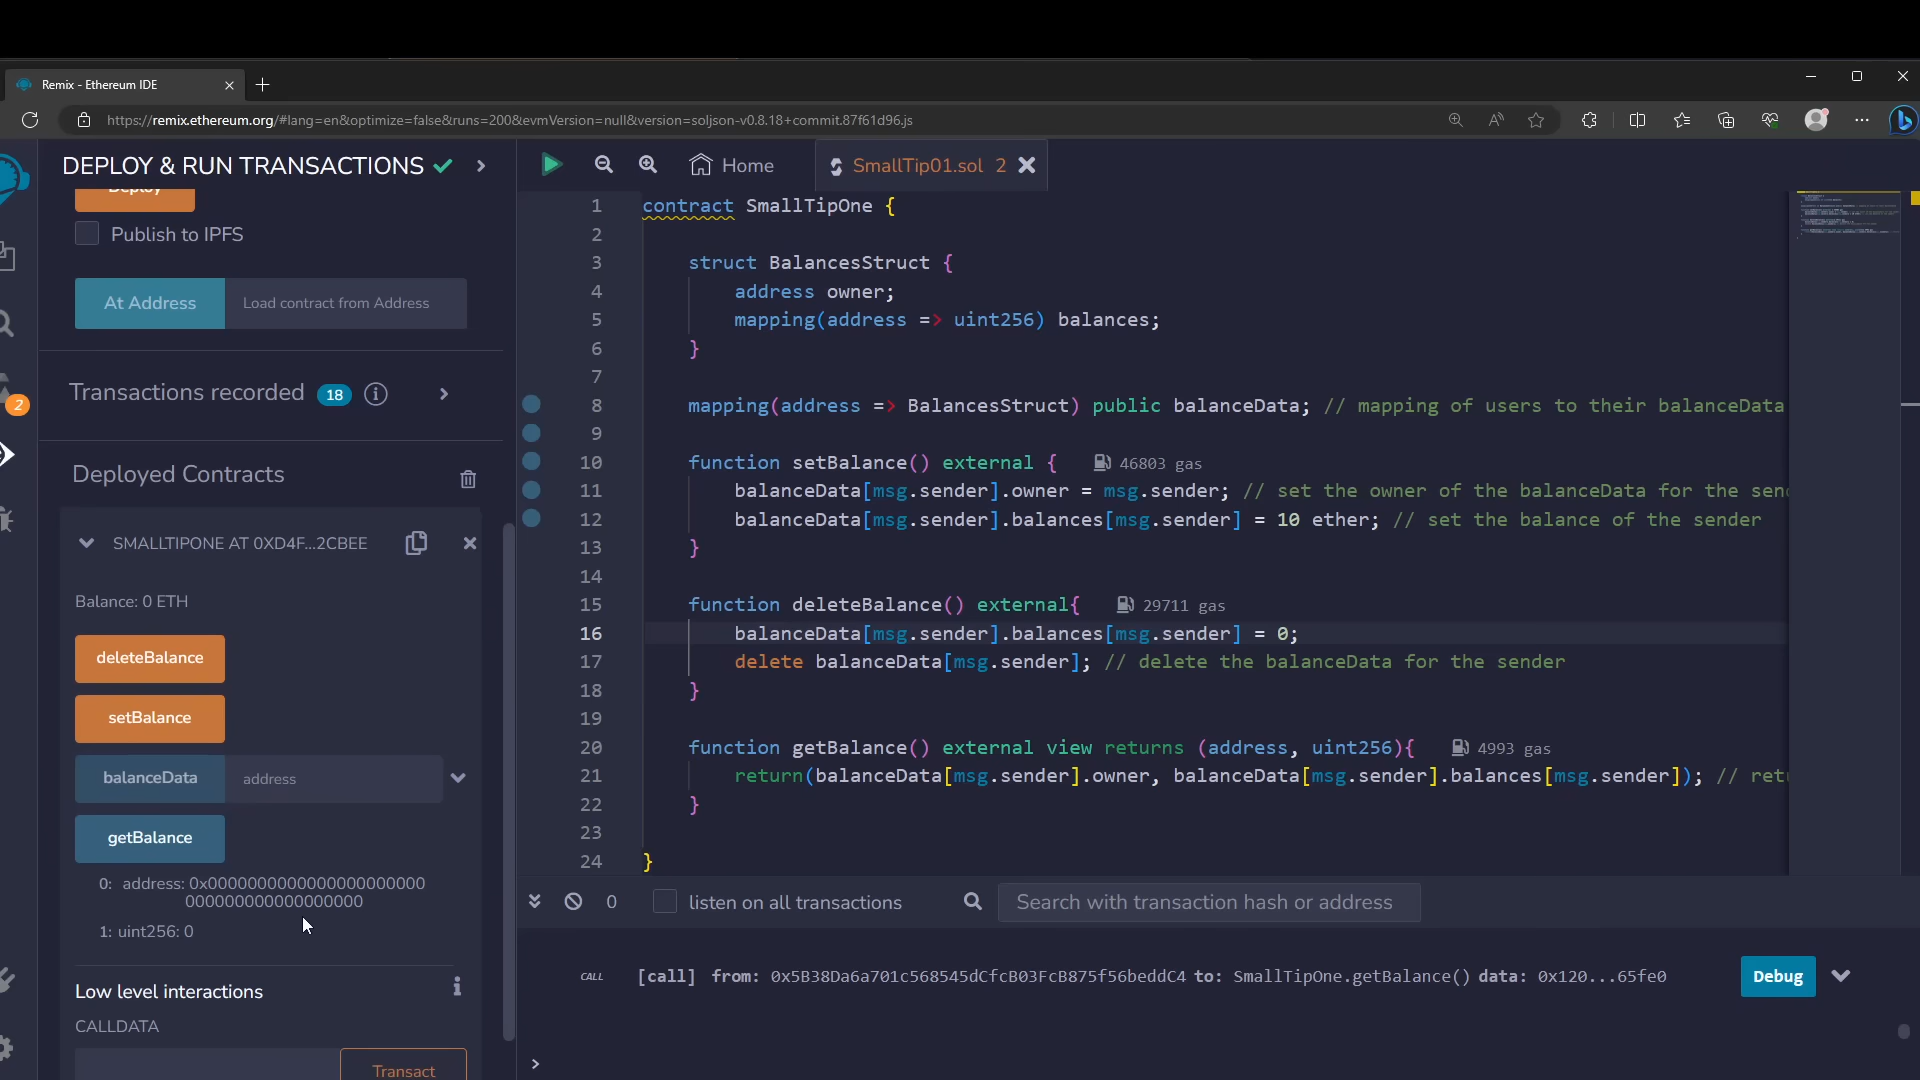 Remix - Ethereum IDE
https://remix.ethereum.org/#lang=en&optimize=false&runs=200&evmVersion=null&version=soljson-v0.8.18+commit.87f61d96.js
DEPLOY & RUN TRANSACTIONS
Deploy
Publish to IPFS
At Address
Load contract from Address
Transactions recorded 18
2
Deployed Contracts
SMALLTIPONE AT 0XD4F...2CBEE
Balance: 0 ETH
deleteBalance
setBalance
balanceData
address
getBalance
0: address: 0x0000000000000000000000
000000000000000000
1: uint256: 0
Low level interactions
CALLDATA
Transact
Home
SmallTip01.sol 2
1 contract SmallTipOne {
2
3 struct BalancesStruct {
4 address owner;
5 mapping(address => uint256) balances;
6 }
7
8 mapping(address => BalancesStruct) public balanceData; // mapping of users to their balanceData
9
10 function setBalance() external { 46803 gas
11 balanceData[msg.sender].owner = msg.sender; // set the owner of the balanceData for the sen
12 balanceData[msg.sender].balances[msg.sender] = 10 ether; // set the balance of the sender
13 }
14
15 function deleteBalance() external{ 29711 gas
16 balanceData[msg.sender].balances[msg.sender] = 0;
17 delete balanceData[msg.sender]; // delete the balanceData for the sender
18 }
19
20 function getBalance() external view returns (address, uint256){ 4993 gas
21 return(balanceData[msg.sender].owner, balanceData[msg.sender].balances[msg.sender]); // ret
22 }
23
24 }
0
listen on all transactions
Search with transaction hash or address
CALL [call] from: 0x5B38Da6a701c568545dCfcB03FcB875f56beddC4 to: SmallTipOne.getBalance() data: 0x120...65fe0
Debug
>